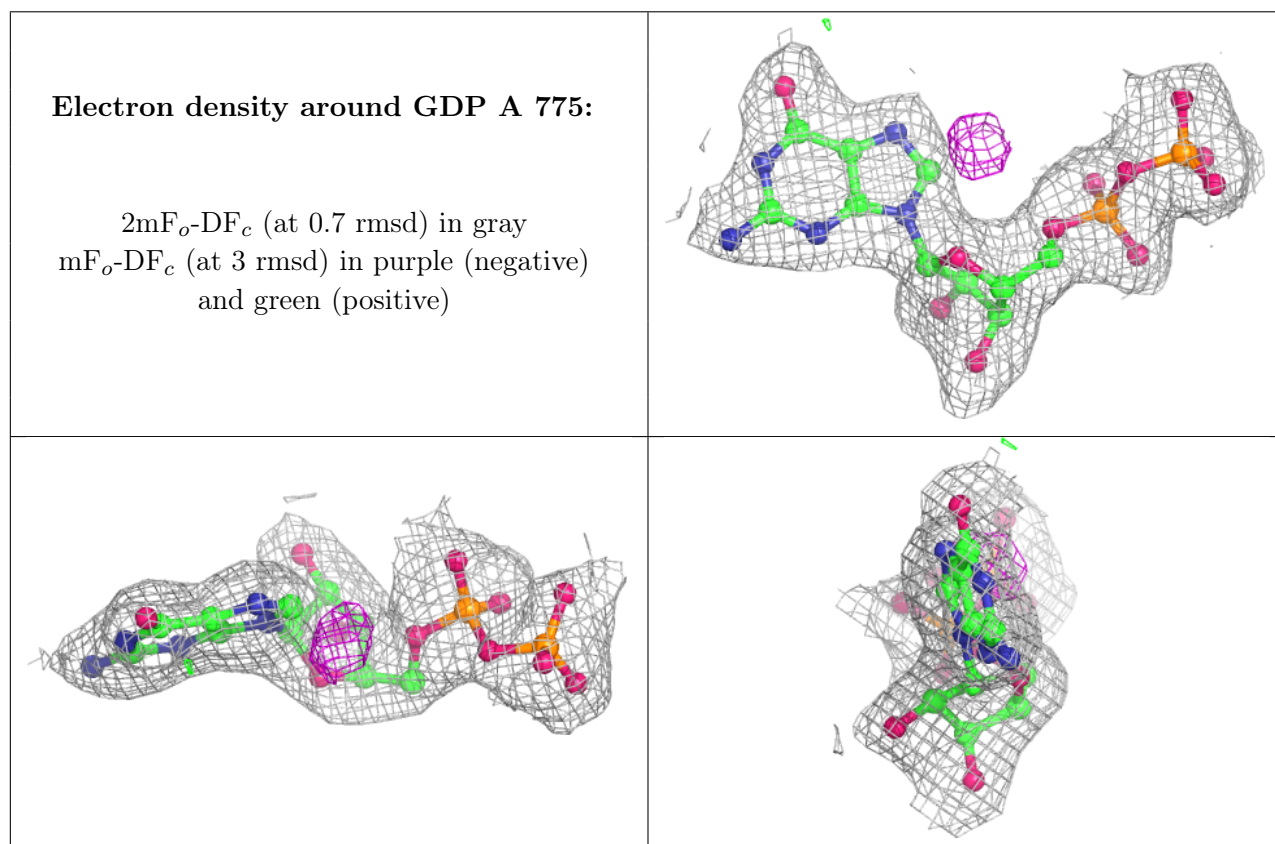 Electron density around GDP A 775:
2mFo-DFc (at 0.7 rmsd) in gray
mFo-DFc (at 3 rmsd) in purple (negative)
and green (positive)